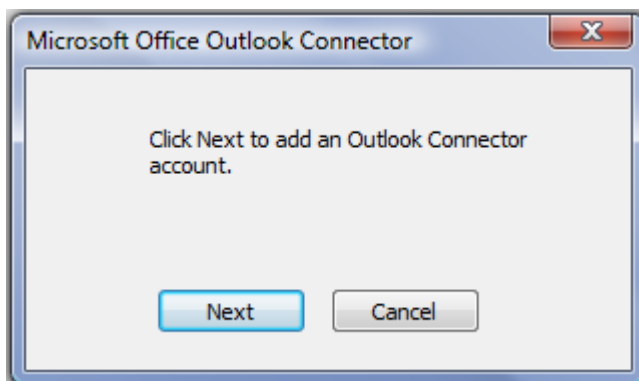 Microsoft Office Outlook Connector
Click Next to add an Outlook Connector
account.
Next
Cancel